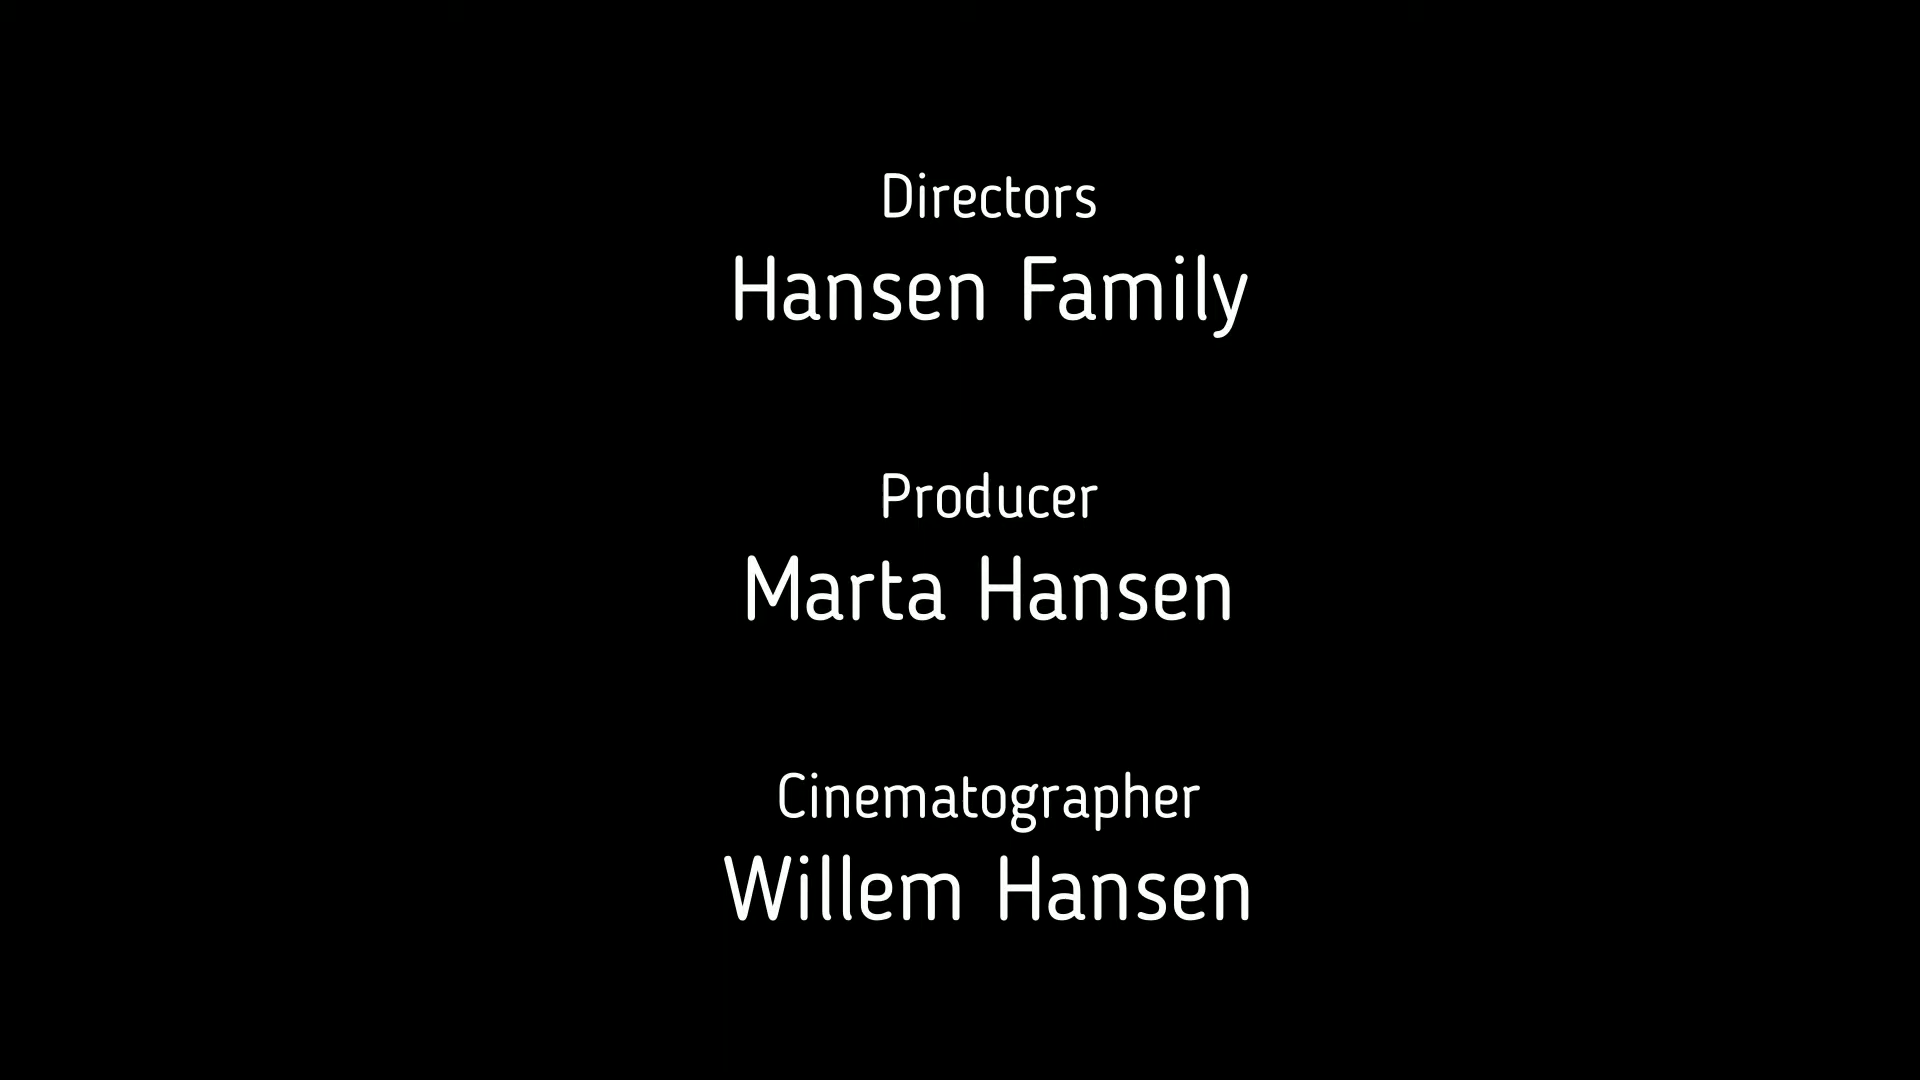 Directors
Hansen Family
Producer
Marta Hansen
Cinematographer
Willem Hansen